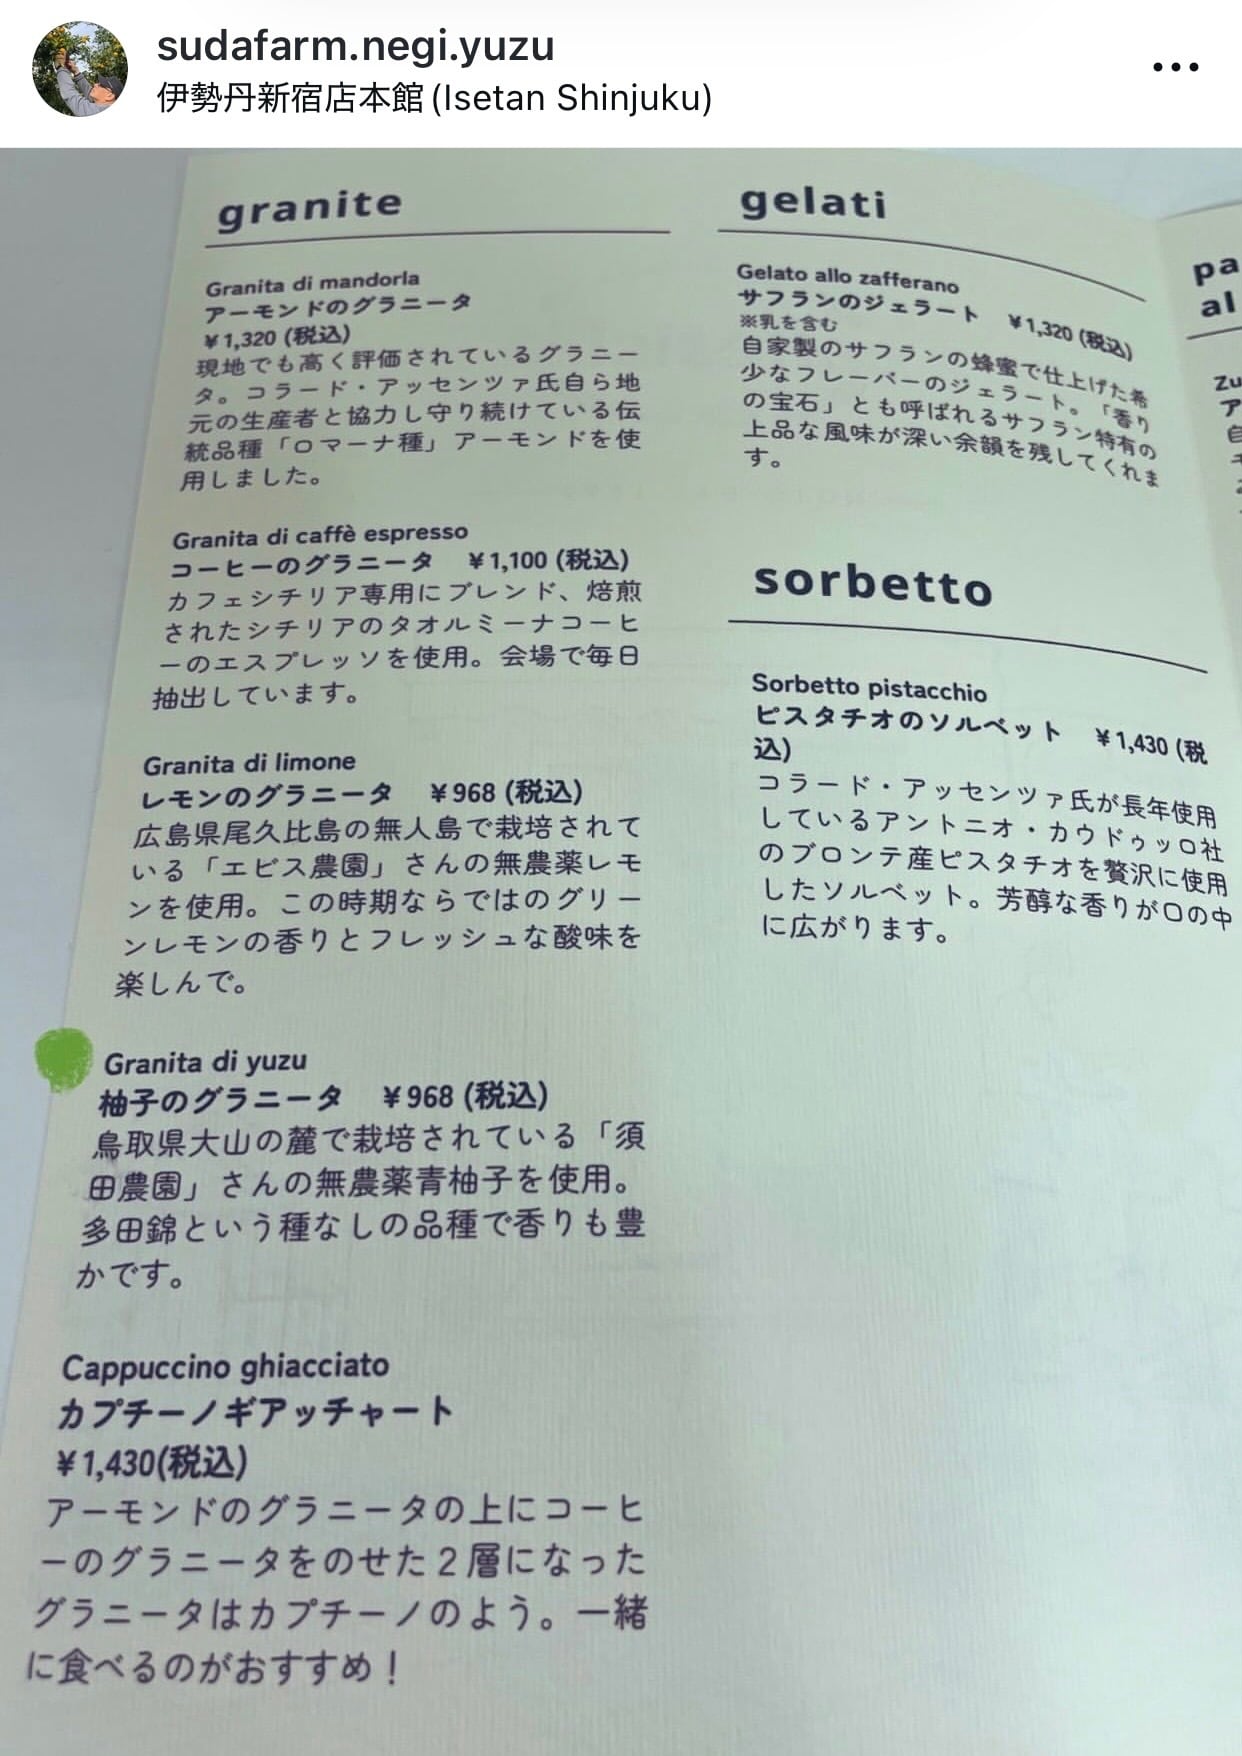 sudafarm.negi.yuzu
伊勢丹新宿店本館 (Isetan Shinjuku)
granite
Granita di mandorla
アーモンドのグラニータ
¥1,320 (税込)
現地でも高く評価されているグラニー
タ。コラード・アッセンツァ氏自ら地
元の生産者と協力し守り続けている伝
統品種「ロマーナ種」アーモンドを使
用しました。
Granita di caffè espresso
コーヒーのグラニータ ¥1,100 (税込)
カフェシチリア専用にブレンド、焙煎
されたシチリアのタオルミーナコーヒ
ーのエスプレッソを使用。会場で毎日
抽出しています。
Granita di limone
レモンのグラニータ ¥968 (税込)
広島県尾久比島の無人島で栽培されて
いる「エビス農園」さんの無農薬レモ
ンを使用。この時期ならではのグリー
ンレモンの香りとフレッシュな酸味を
楽しんで。
Granita di yuzu
柚子のグラニータ ¥968 (税込)
鳥取県大山の麓で栽培されている「須
田農園」さんの無農薬青柚子を使用。
多田錦という種なしの品種で香りも豊
かです。
Cappuccino ghiacciato
カプチーノギアッチャート
¥1,430(税込)
アーモンドのグラニータの上にコーヒ
ーのグラニータをのせた２層になった
グラニータはカプチーノのよう。一緒
に食べるのがおすすめ！
gelati
Gelato allo zafferano
サフランのジェラート ¥1,320 (税込)
※乳を含む
自家製のサフランの蜂蜜で仕上げた希
少なフレーバーのジェラート。「香り
の宝石」とも呼ばれるサフラン特有の
上品な風味が深い余韻を残してくれま
す。
sorbetto
Sorbetto pistacchio
ピスタチオのソルベット ¥1,430 (税
込)
コラード・アッセンツァ氏が長年使用
しているアントニオ・カウドゥッロ社
のブロンテ産ピスタチオを贅沢に使用
したソルベット。芳醇な香りが口の中
に広がります。
pa
al
Zu
ア
自